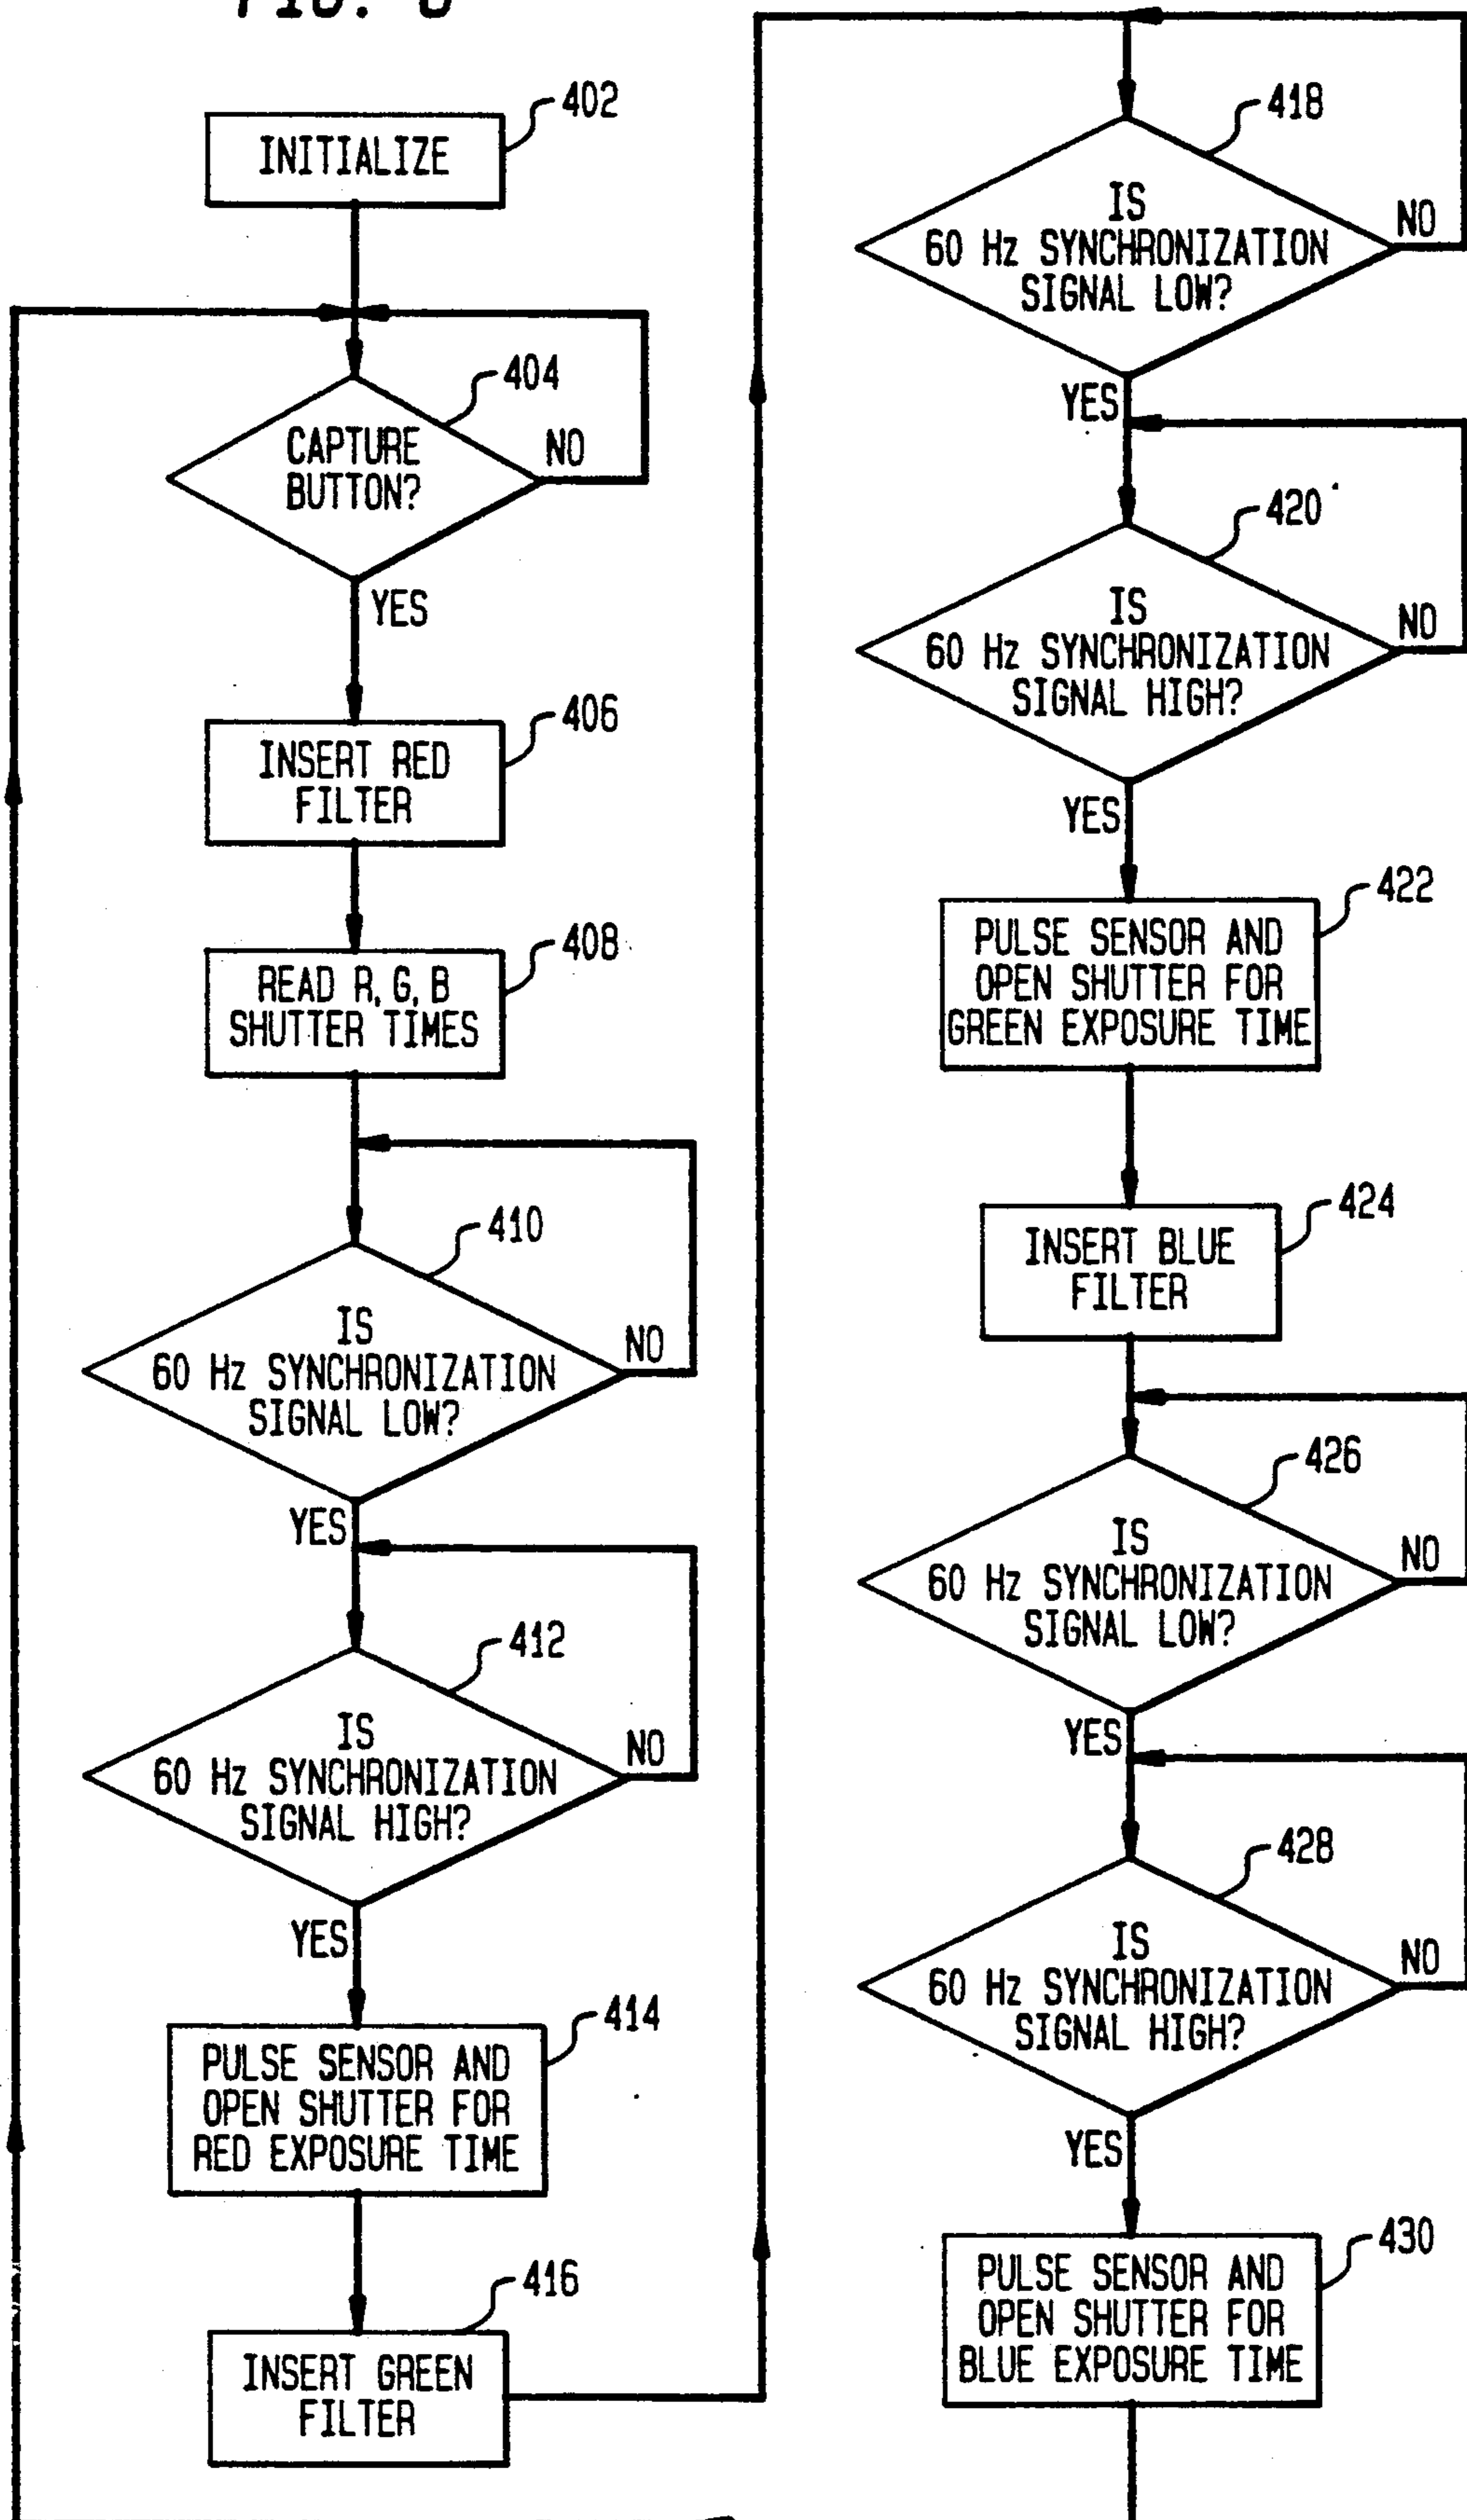 402
INITIALIZE
404
CAPTURE
BUTTON?
NO
YES
406
INSERT RED
FILTER
408
READ R, G, B
SHUTTER TIMES
410
IS
60 Hz SYNCHRONIZATION
SIGNAL LOW?
NO
YES
412
IS
60 Hz SYNCHRONIZATION
SIGNAL HIGH?
NO
YES
414
PULSE SENSOR AND
OPEN SHUTTER FOR
RED EXPOSURE TIME
416
INSERT GREEN
FILTER
418
IS
60 Hz SYNCHRONIZATION
SIGNAL LOW?
NO
YES
420
IS
60 Hz SYNCHRONIZATION
SIGNAL HIGH?
NO
YES
422
PULSE SENSOR AND
OPEN SHUTTER FOR
GREEN EXPOSURE TIME
424
INSERT BLUE
FILTER
426
IS
60 Hz SYNCHRONIZATION
SIGNAL LOW?
NO
YES
428
IS
60 Hz SYNCHRONIZATION
SIGNAL HIGH?
NO
YES
430
PULSE SENSOR AND
OPEN SHUTTER FOR
BLUE EXPOSURE TIME